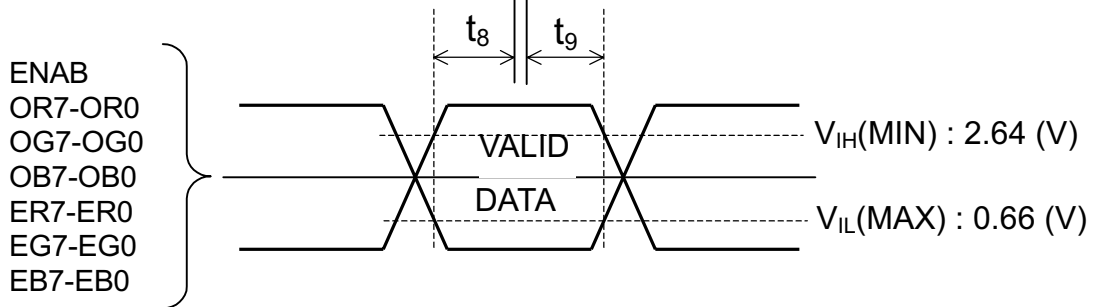 t8 t9
ENAB
OR7-OR0
OG7-OG0
OB7-OB0
ER7-ER0
EG7-EG0
EB7-EB0
VALID
DATA
VIH(MIN) : 2.64 (V)
VIL(MAX) : 0.66 (V)